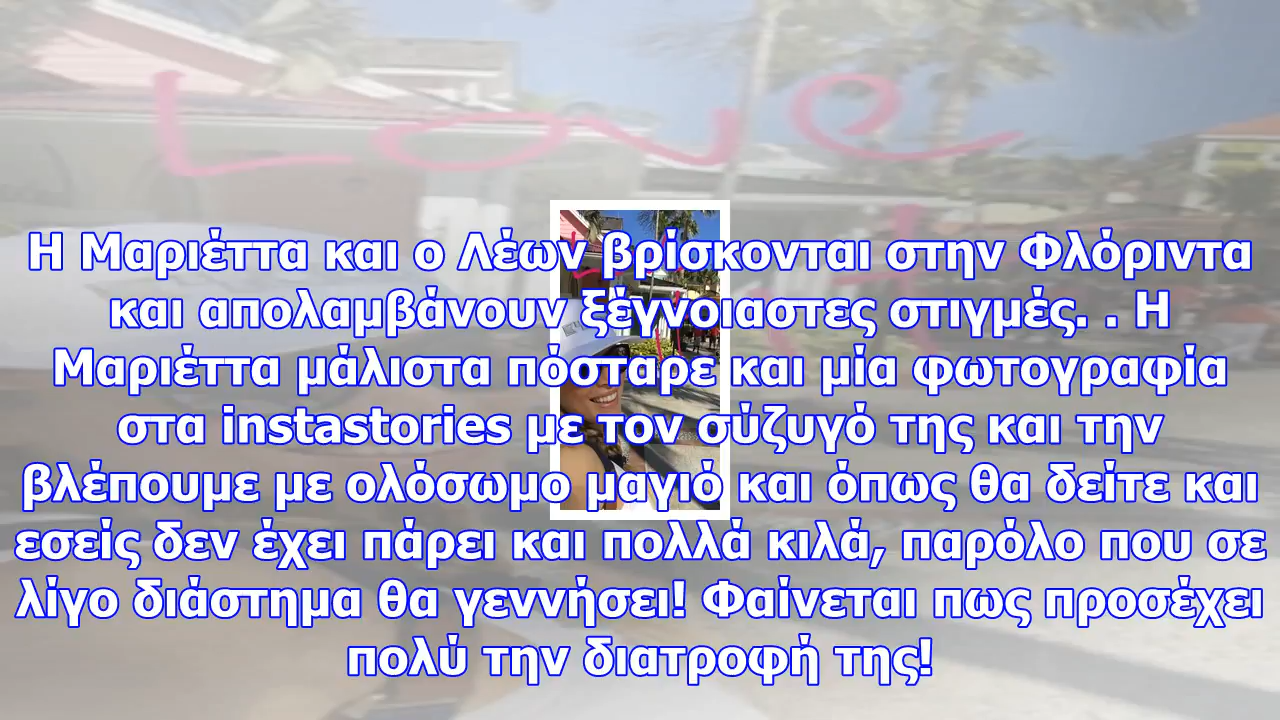 Love
Η Μαριέττα και ο Λέων βρίσκονται στην Φλόριντα
και απολαμβάνουν ξέγνοιαστες στιγμές. . Η
Μαριέττα μάλιστα πόσταρε και μία φωτογραφία
στα instastories με τον σύζυγό της και την
βλέπουμε με ολόσωμο μαγιό και όπως θα δείτε και
εσείς δεν έχει πάρει και πολλά κιλά, παρόλο που σε
λίγο διάστημα θα γεννήσει! Φαίνεται πως προσέχει
πολύ την διατροφή της!